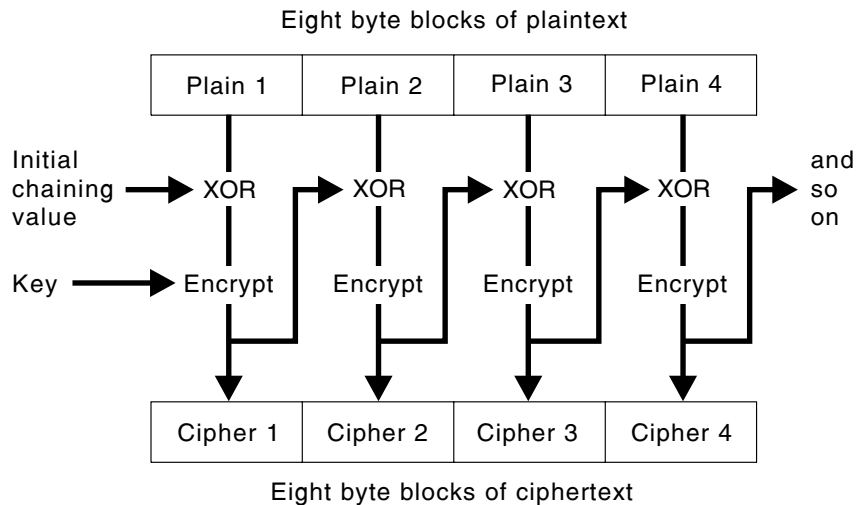 Eight byte blocks of plaintext
Plain 1 Plain 2 Plain 3 Plain 4
Initial
chaining
value
XOR XOR XOR XOR
and
so
on
Key Encrypt Encrypt Encrypt Encrypt
Cipher 1 Cipher 2 Cipher 3 Cipher 4
Eight byte blocks of ciphertext